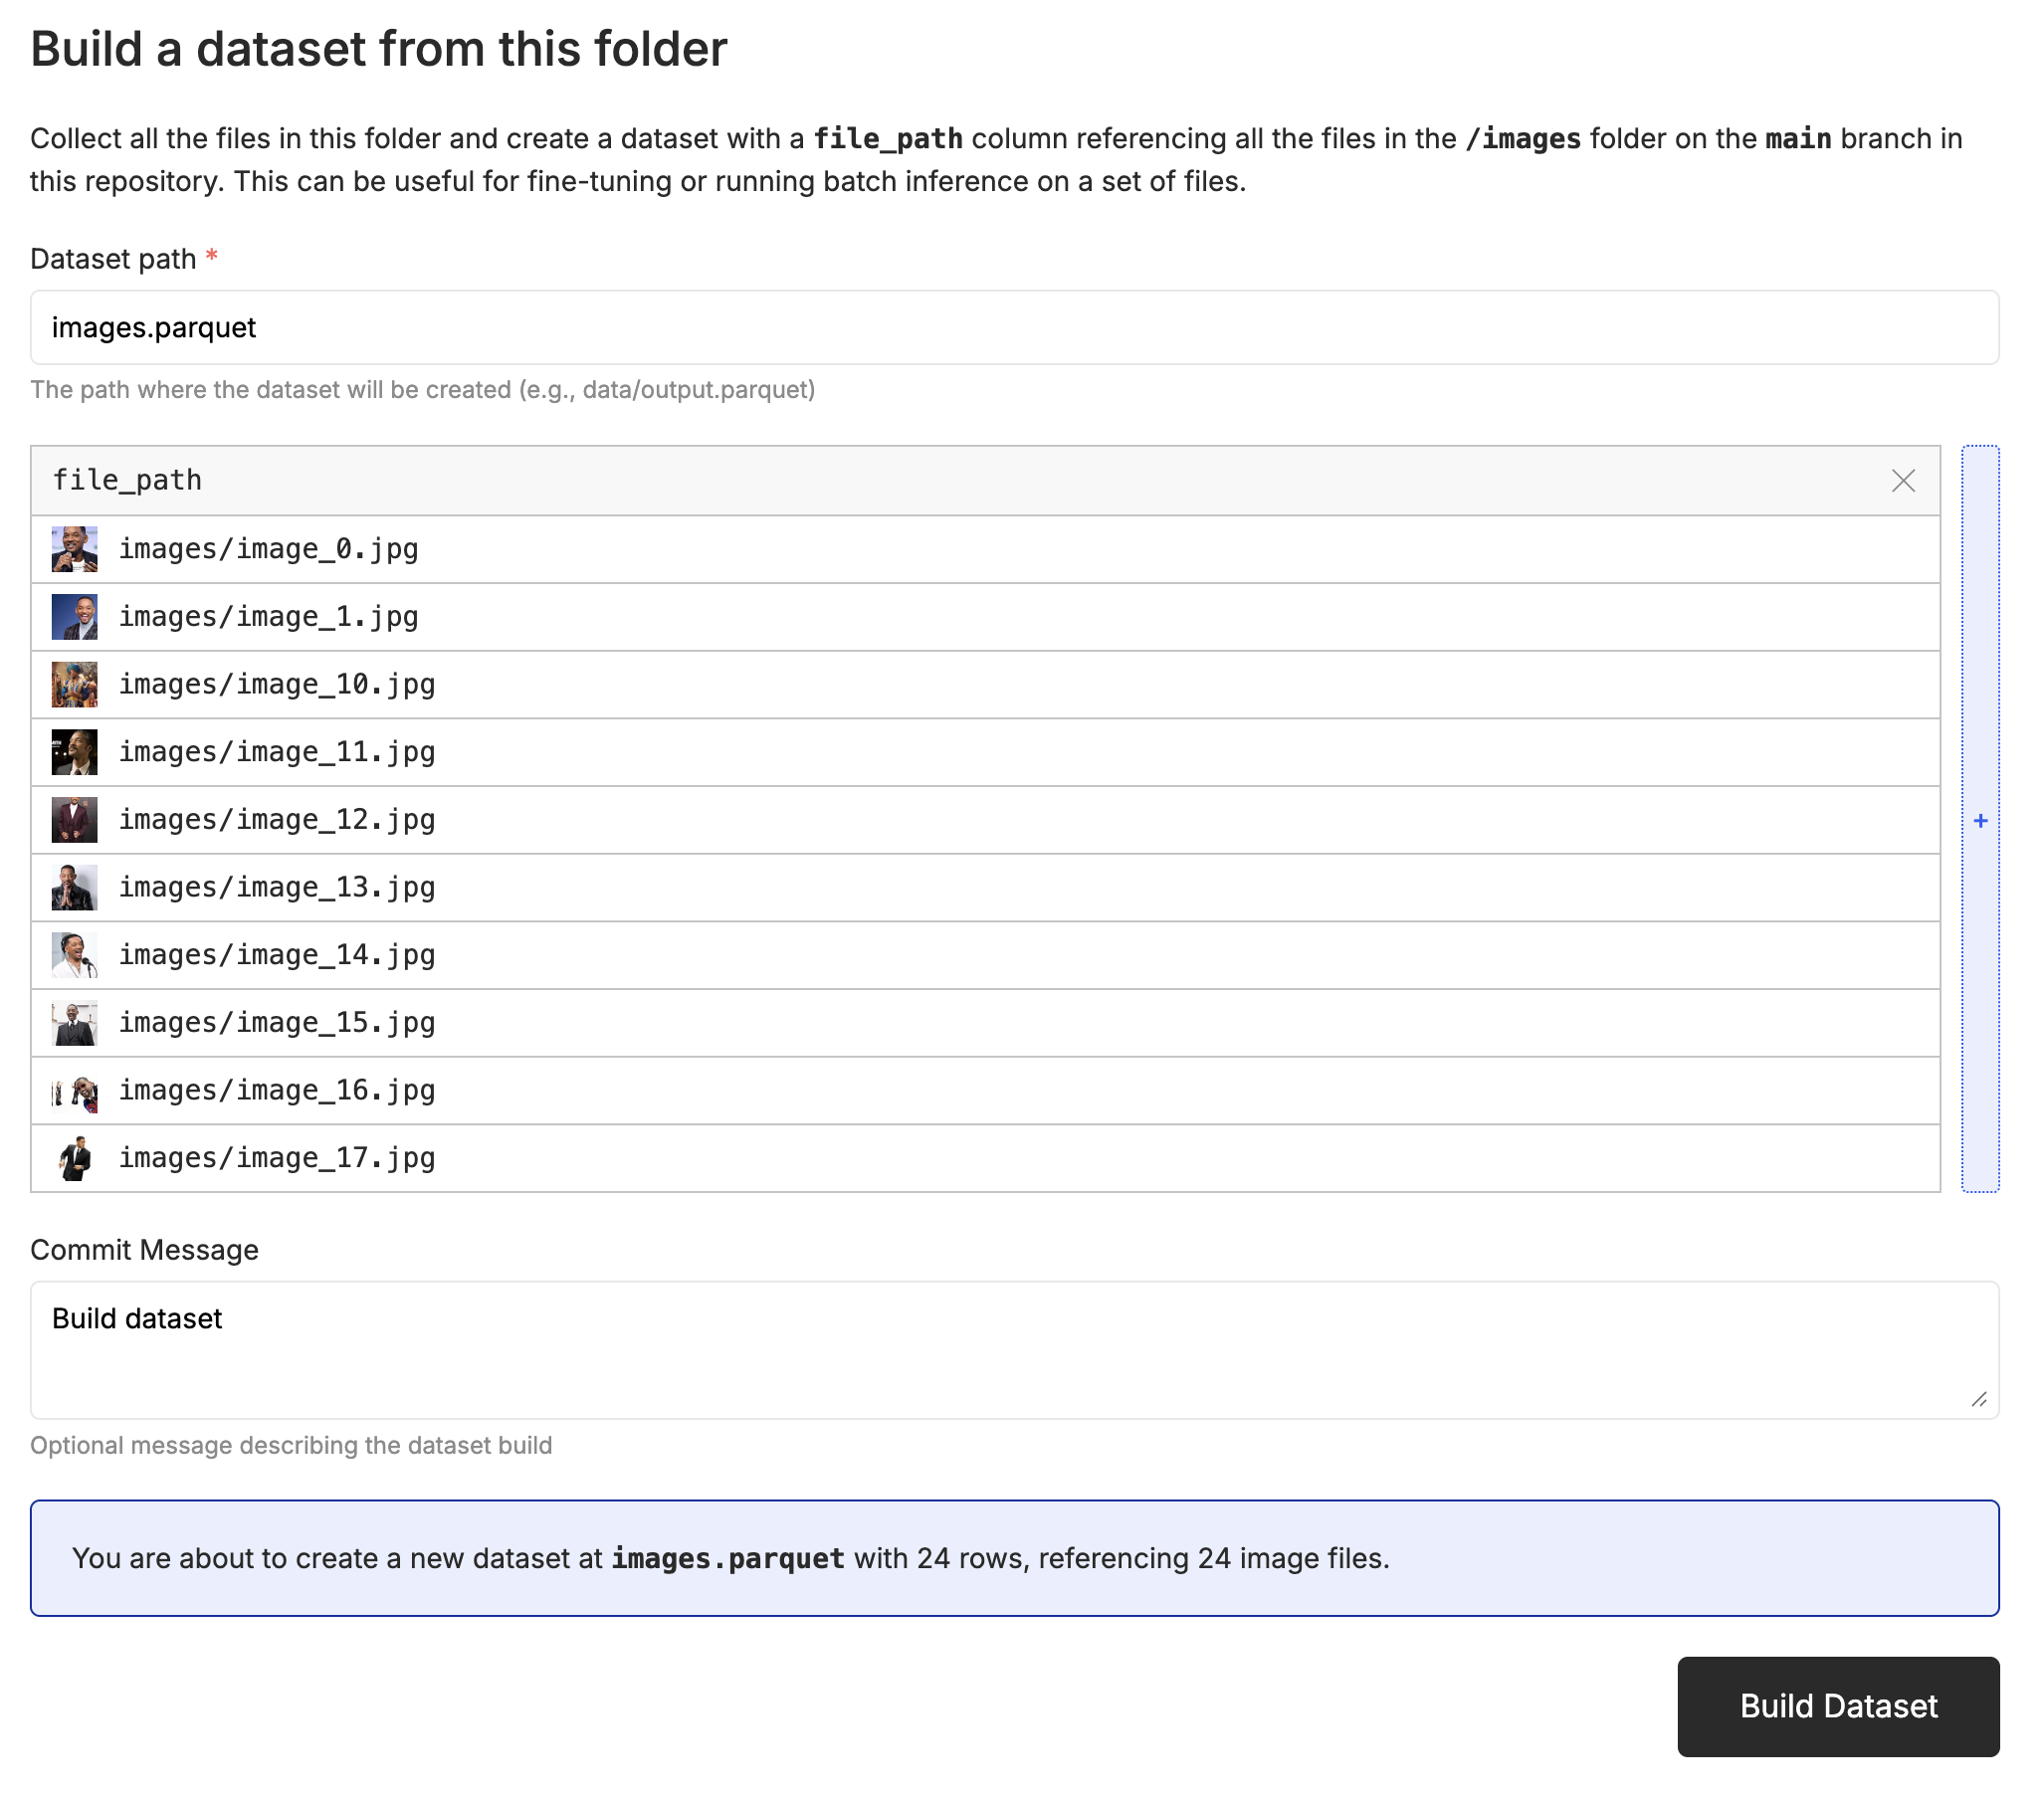 Build a dataset from this folder
Collect all the files in this folder and create a dataset with a file_path column referencing all the files in the /images folder on the main branch in
this repository. This can be useful for fine-tuning or running batch inference on a set of files.
Dataset path *
images.parquet
The path where the dataset will be created (e.g., data/output.parquet)
file_path
images/image_0.jpg
images/image_1.jpg
images/image_10.jpg
images/image_11.jpg
images/image_12.jpg
+
images/image_13.jpg
images/image_14.jpg
images/image_15.jpg
images/image_16.jpg
images/image_17.jpg
Commit Message
Build dataset
Optional message describing the dataset build
You are about to create a new dataset at images.parquet with 24 rows, referencing 24 image files.
Build Dataset